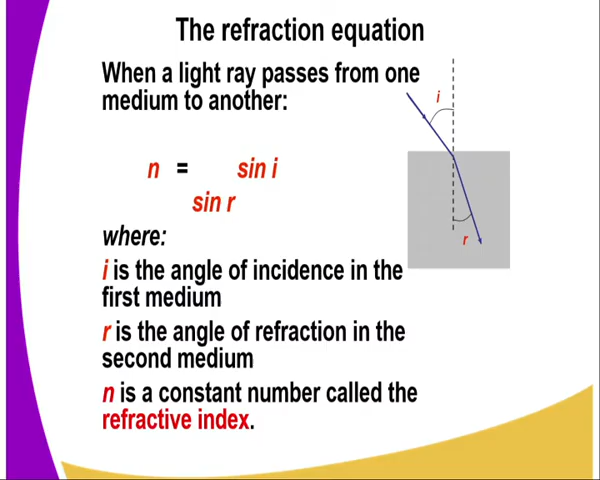 The refraction equation
When a light ray passes from one
medium to another:
i
n = sin i
sin r
where:
r
i is the angle of incidence in the
first medium
r is the angle of refraction in the
second medium
n is a constant number called the
refractive index.